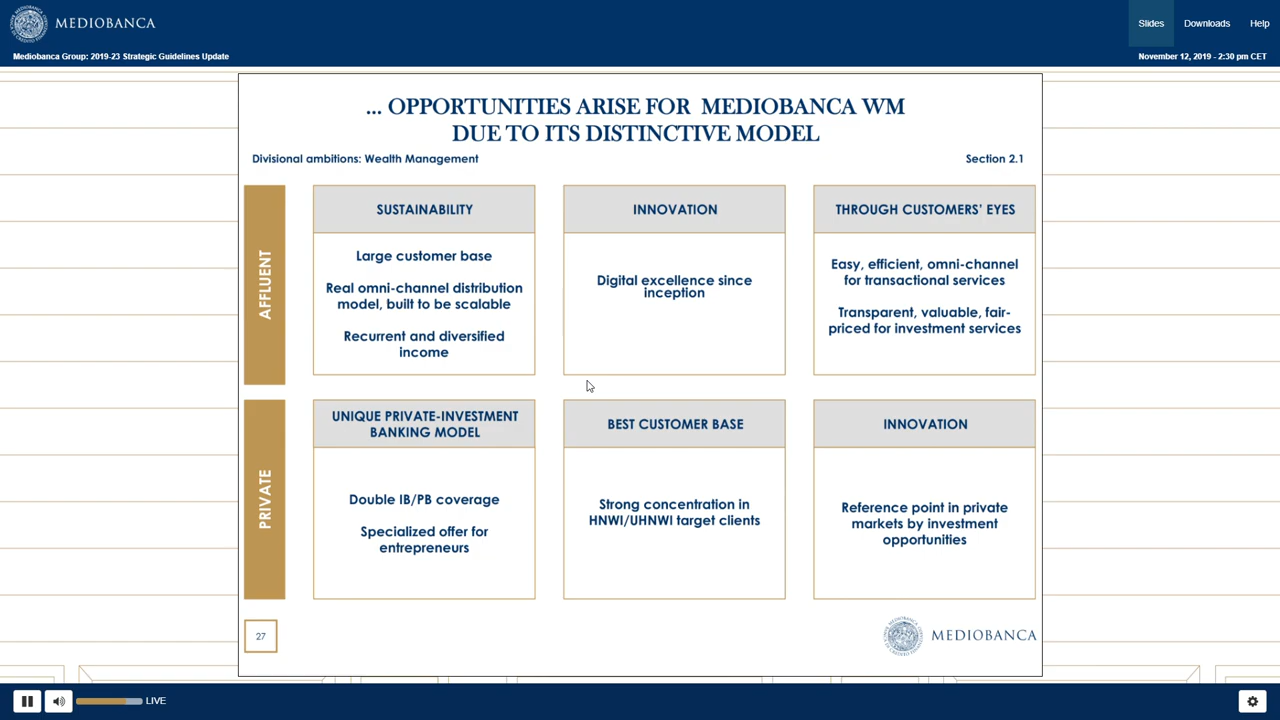 MEDIOBANCA
Slides
Downloads
Help
Mediobanca Group: 2019-23 Strategic Guidelines Update
November 12, 2019 - 2:30 pm CET
... OPPORTUNITIES ARISE FOR MEDIOBANCA WM
DUE TO ITS DISTINCTIVE MODEL
Divisional ambitions: Wealth Management
Section 2.1
AFFLUENT
SUSTAINABILITY
Large customer base
Real omni-channel distribution
model, built to be scalable
Recurrent and diversified
income
INNOVATION
Digital excellence since
inception
THROUGH CUSTOMERS' EYES
Easy, efficient, omni-channel
for transactional services
Transparent, valuable, fair-
priced for investment services
PRIVATE
UNIQUE PRIVATE-INVESTMENT
BANKING MODEL
Double IB/PB coverage
Specialized offer for
entrepreneurs
BEST CUSTOMER BASE
Strong concentration in
HNWI/UHNWI target clients
INNOVATION
Reference point in private
markets by investment
opportunities
27
MEDIOBANCA
LIVE